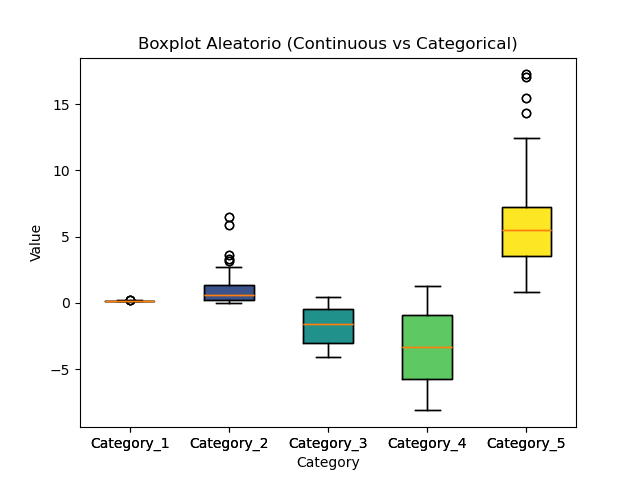 Boxplot Aleatorio (Continuous vs Categorical)
Value
15
10
5
0
−5
Category_1 Category_2 Category_3 Category_4 Category_5
Category